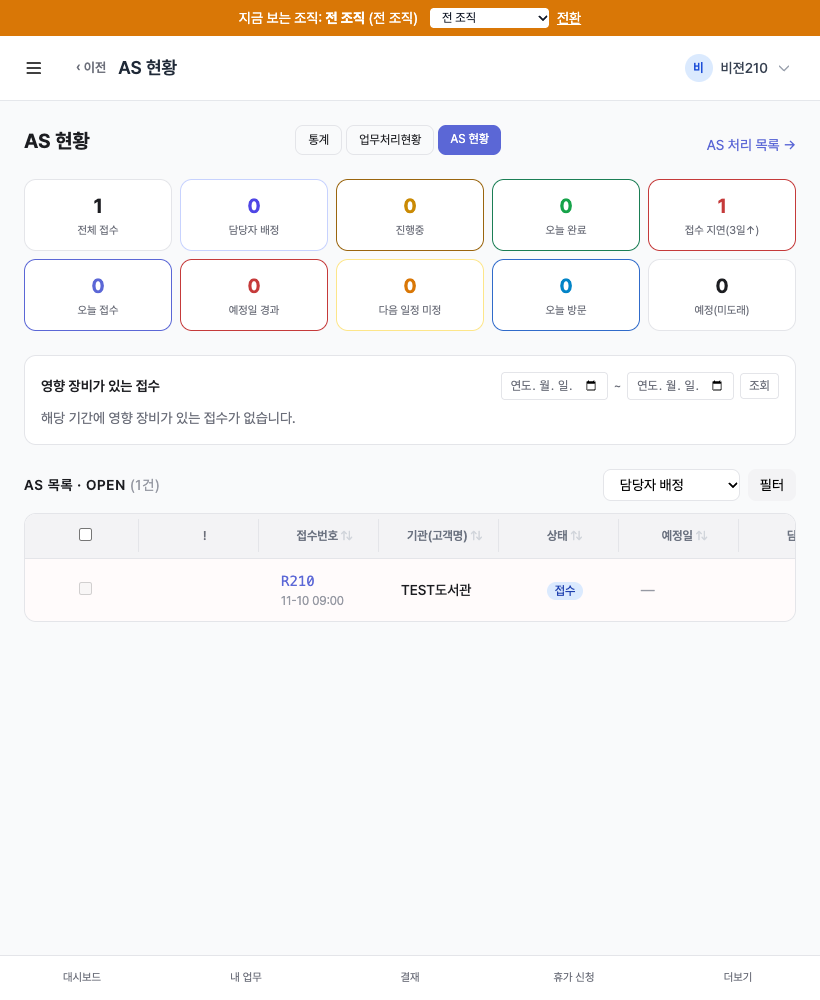 지금 보는 조직: 전 조직 (전 조직) 전 조직 전환
‹ 이전 AS 현황 비 비젼210
AS 현황 통계 업무처리현황 AS 현황 AS 처리 목록 →
1 0 0 0 1
전체 접수 담당자 배정 진행중 오늘 완료 접수 지연(3일↑)
0 0 0 0 0
오늘 접수 예정일 경과 다음 일정 미정 오늘 방문 예정(미도래)
영향 장비가 있는 접수 연도. 월. 일. ~ 연도. 월. 일. 조회
해당 기간에 영향 장비가 있는 접수가 없습니다.
AS 목록 · OPEN (1건) 담당자 배정 필터
! 접수번호 ↑↓ 기관(고객명) ↑↓ 상태 ↑↓ 예정일 ↑↓
R210 TEST도서관 접수 —
11-10 09:00
대시보드 내 업무 결재 휴가 신청 더보기